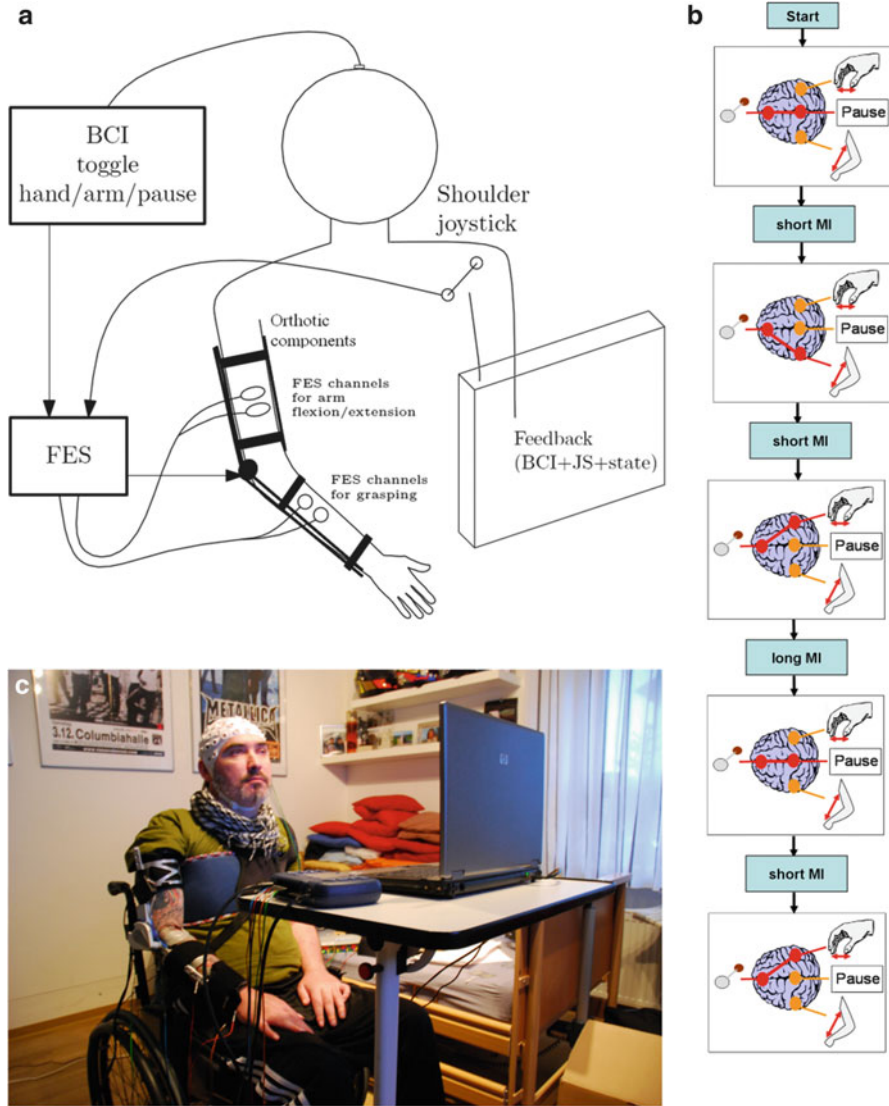 a
BCI
toggle
hand/arm/pause
Shoulder
joystick
Orthotic
components
FES channels
for arm
flexion/extension
FES
FES channels
for grasping
Feedback
(BCI+JS+state)
b
Start
Pause
short MI
Pause
short MI
Pause
long MI
Pause
short MI
Pause
c
3.12. Columbiahalle
METALLICA
hp